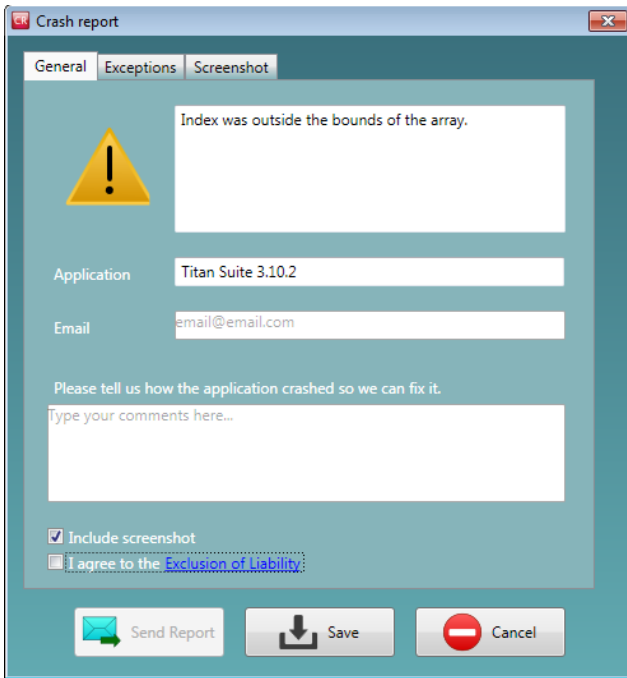 CR Crash report
General Exceptions Screenshot
Index was outside the bounds of the array.
Application Titan Suite 3.10.2
Email email@email.com
Please tell us how the application crashed so we can fix it.
Type your comments here...
Include screenshot
I agree to the Exclusion of Liability
Send Report Save Cancel